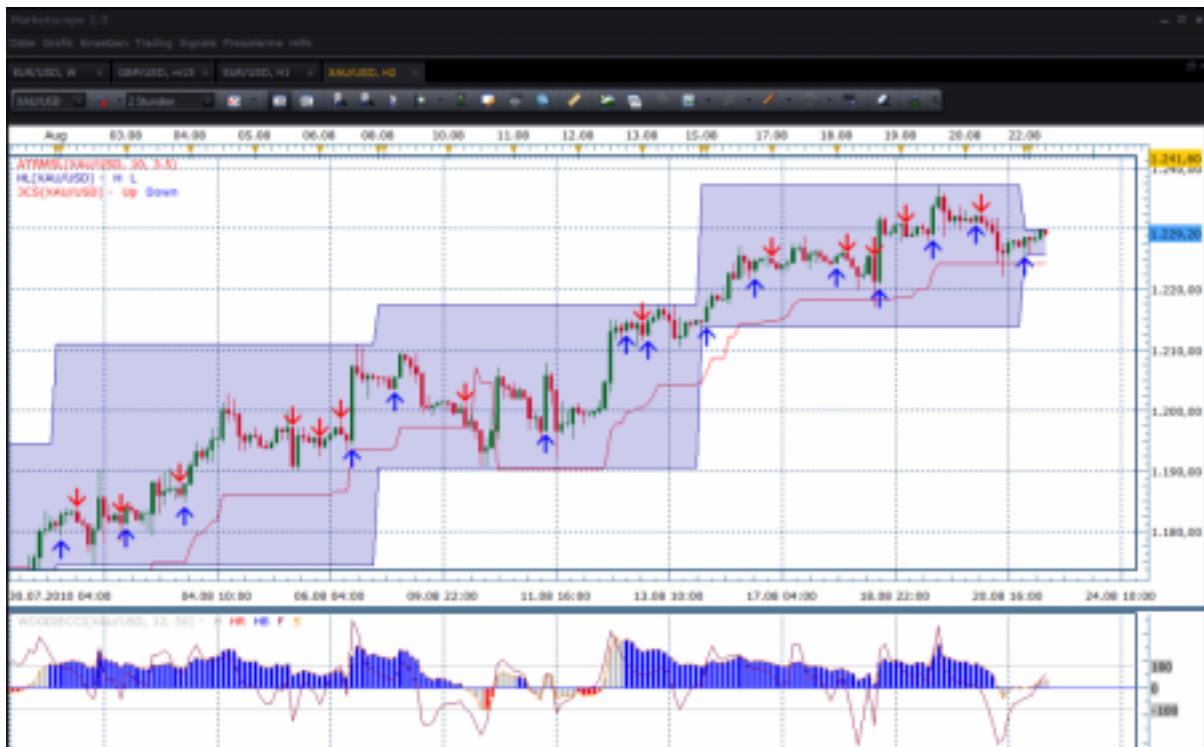 Marketscope 2.0
Datei Grafik Einsetzen Trading Signale Preisalarme Hilfe
EUR/USD, W GBP/USD, m15 EUR/USD, H1 XAU/USD, H2
XAU/USD 2 Stunden
Aug 03.08 04.08 05.08 06.08 08.08 10.08 11.08 12.08 13.08 15.08 17.08 18.08 19.08 20.08 22.08
ATRMSL(XAU/USD, 10, 3.5)
HL(XAU/USD) - H L
3CS(XAU/USD) - Up Down
1.241,60
1.240,00
1.229,20
1.220,00
1.210,00
1.200,00
1.190,00
1.180,00
30.07.2010 04:00 04.08 10:00 06.08 04:00 09.08 22:00 11.08 16:00 13.08 10:00 17.08 04:00 18.08 22:00 20.08 16:00 24.08 10:00
WOODIECCI(XAU/USD, 12, 50) - H HR HB F S
100
0
-100